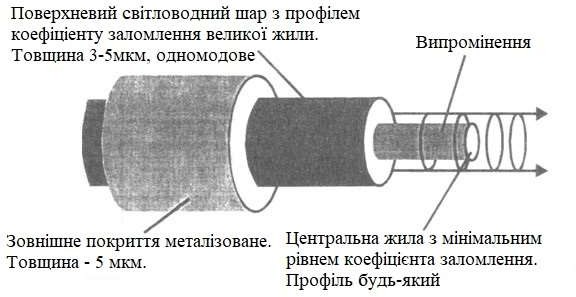 Поверхневий світловодний шар з профілем
коефіцієнту заломлення великої жили.
Товщина 3-5мкм, одномодове
Випромінення
Зовнішне покриття металізоване.
Товщина - 5 мкм.
Центральна жила з мінімальним
рівнем коефіцієнта заломлення.
Профіль будь-який